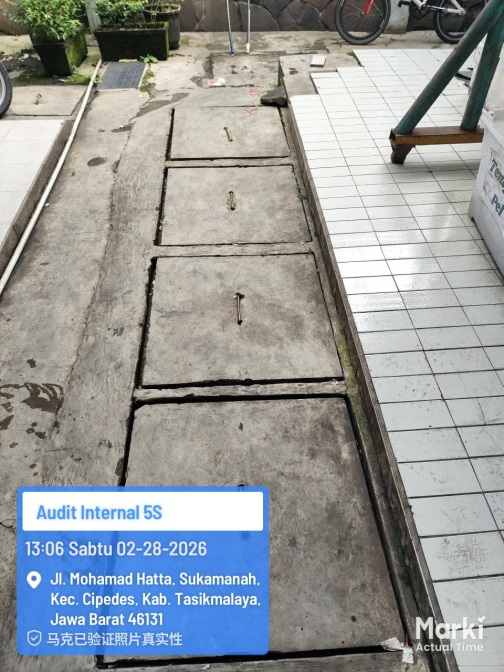 Audit Internal 5S
13:06 Sabtu 02-28-2026
Jl. Mohamad Hatta, Sukamanah,
Kec. Cipedes, Kab. Tasikmalaya,
Jawa Barat 46131
马克已验证照片真实性
Marki
Actual Time